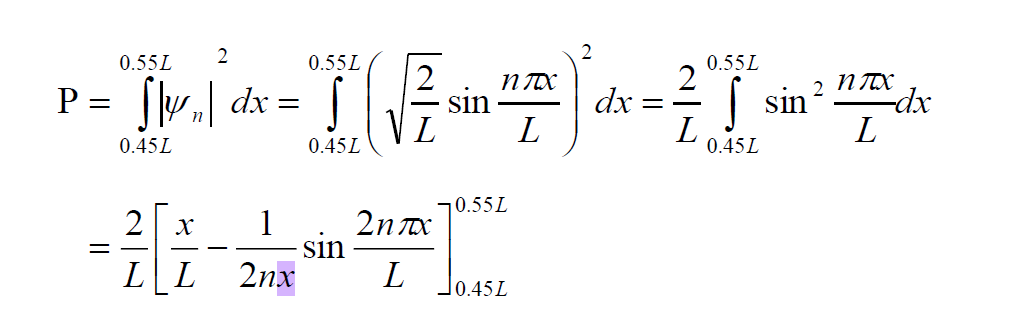 P = ∫_{0.45L}^{0.55L} |ψ_n|^2 dx = ∫_{0.45L}^{0.55L} (√(2/L) sin nπx/L)^2 dx = 2/L ∫_{0.45L}^{0.55L} sin^2 nπx/L dx
= 2/L [x/L − 1/2nx sin 2nπx/L]_{0.45L}^{0.55L}